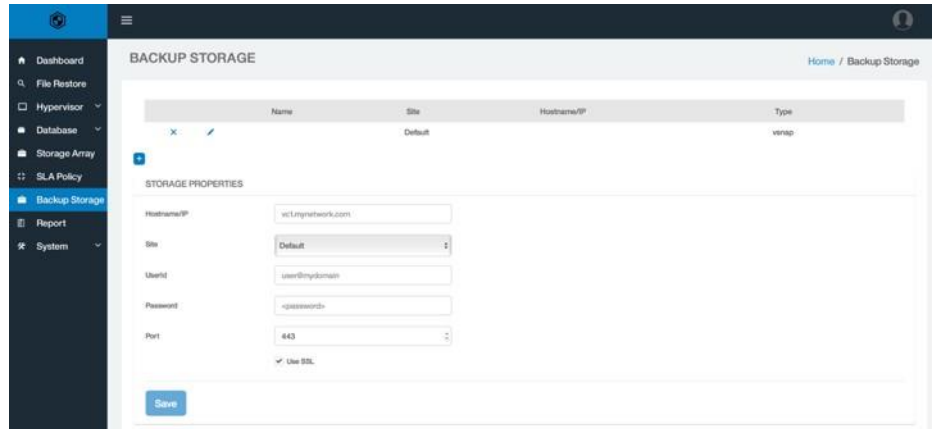 BACKUP STORAGE
Home / Backup Storage
Dashboard
File Restore
Hypervisor
Database
Storage Array
SLA Policy
Backup Storage
Report
System
Name Site Hostname/IP Type
Default vsnap
STORAGE PROPERTIES
Hostname/IP vc1.mynetwork.com
Site Default
UserId user@mydomain
Password <password>
Port 443
Use SSL
Save